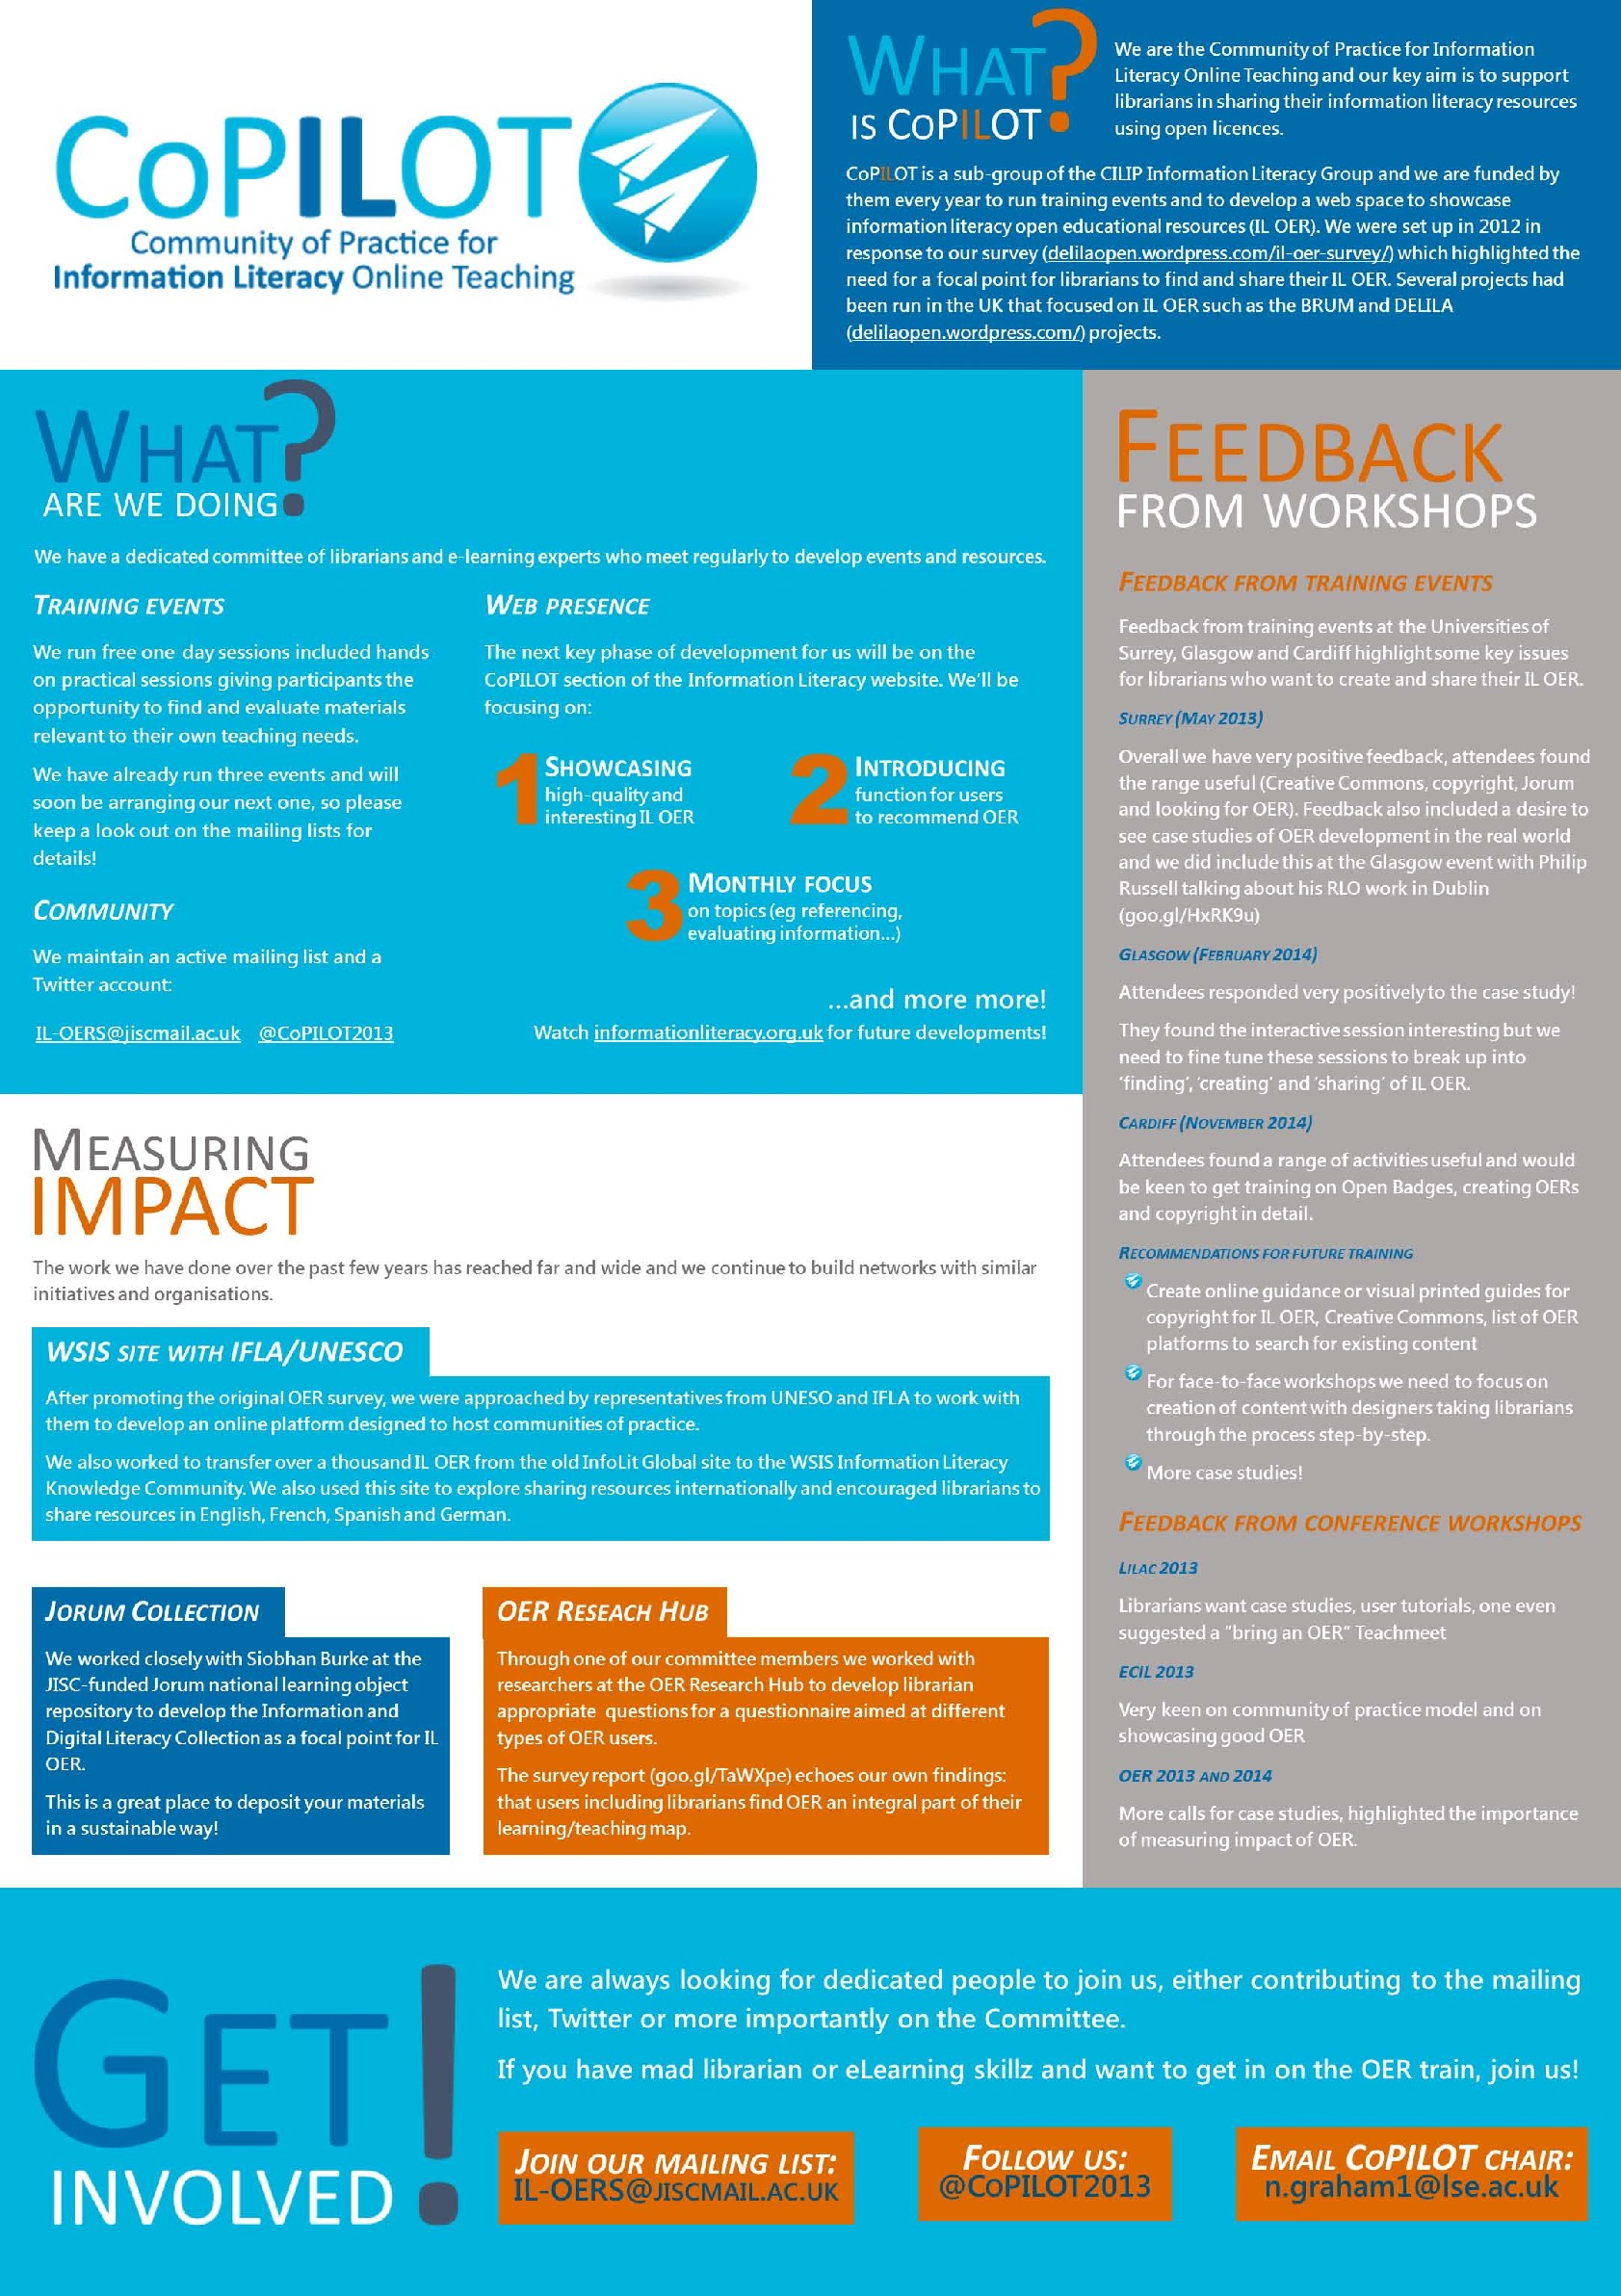 CoPILOT
Community of Practice for
Information Literacy Online Teaching
WHAT?
IS COPILOT
We are the Community of Practice for Information
Literacy Online Teaching and our key aim is to support
librarians in sharing their information literacy resources
using open licences.
CoPILOT is a sub-group of the CILIP Information Literacy Group and we are funded by
them every year to run training events and to develop a web space to showcase
information literacy open educational resources (IL OER). We were set up in 2012 in
response to our survey (delilaopen.wordpress.com/il-oer-survey/) which highlighted the
need for a focal point for librarians to find and share their IL OER. Several projects had
been run in the UK that focused on IL OER such as the BRUM and DELILA
(delilaopen.wordpress.com/) projects.
WHAT?
ARE WE DOING
We have a dedicated committee of librarians and e-learning experts who meet regularly to develop events and resources.
TRAINING EVENTS
We run free one day sessions included hands
on practical sessions giving participants the
opportunity to find and evaluate materials
relevant to their own teaching needs.
We have already run three events and will
soon be arranging our next one, so please
keep a look out on the mailing lists for
details!
COMMUNITY
We maintain an active mailing list and a
Twitter account:
IL-OERS@jiscmail.ac.uk @CoPILOT2013
WEB PRESENCE
The next key phase of development for us will be on the
CoPILOT section of the Information Literacy website. We'll be
focusing on:
1 SHOWCASING
high-quality and
interesting IL OER
2 INTRODUCING
function for users
to recommend OER
3 MONTHLY FOCUS
on topics (eg referencing,
evaluating information...)
...and more more!
Watch informationliteracy.org.uk for future developments!
MEASURING
IMPACT
The work we have done over the past few years has reached far and wide and we continue to build networks with similar
initiatives and organisations.
WSIS SITE WITH IFLA/UNESCO
After promoting the original OER survey, we were approached by representatives from UNESO and IFLA to work with
them to develop an online platform designed to host communities of practice.
We also worked to transfer over a thousand IL OER from the old InfoLit Global site to the WSIS Information Literacy
Knowledge Community. We also used this site to explore sharing resources internationally and encouraged librarians to
share resources in English, French, Spanish and German.
JORUM COLLECTION
We worked closely with Siobhan Burke at the
JISC-funded Jorum national learning object
repository to develop the Information and
Digital Literacy Collection as a focal point for IL
OER.
This is a great place to deposit your materials
in a sustainable way!
OER RESEACH HUB
Through one of our committee members we worked with
researchers at the OER Research Hub to develop librarian
appropriate questions for a questionnaire aimed at different
types of OER users.
The survey report (goo.gl/TaWXpe) echoes our own findings:
that users including librarians find OER an integral part of their
learning/teaching map.
FEEDBACK
FROM WORKSHOPS
FEEDBACK FROM TRAINING EVENTS
Feedback from training events at the Universities of
Surrey, Glasgow and Cardiff highlight some key issues
for librarians who want to create and share their IL OER.
SURREY (MAY 2013)
Overall we have very positive feedback, attendees found
the range useful (Creative Commons, copyright, Jorum
and looking for OER). Feedback also included a desire to
see case studies of OER development in the real world
and we did include this at the Glasgow event with Philip
Russell talking about his RLO work in Dublin
(goo.gl/HxRK9u)
GLASGOW (FEBRUARY 2014)
Attendees responded very positively to the case study!
They found the interactive session interesting but we
need to fine tune these sessions to break up into
'finding', 'creating' and 'sharing' of IL OER.
CARDIFF (NOVEMBER 2014)
Attendees found a range of activities useful and would
be keen to get training on Open Badges, creating OERs
and copyright in detail.
RECOMMENDATIONS FOR FUTURE TRAINING
Create online guidance or visual printed guides for
copyright for IL OER, Creative Commons, list of OER
platforms to search for existing content
For face-to-face workshops we need to focus on
creation of content with designers taking librarians
through the process step-by-step.
More case studies!
FEEDBACK FROM CONFERENCE WORKSHOPS
LILAC 2013
Librarians want case studies, user tutorials, one even
suggested a "bring an OER" Teachmeet
ECIL 2013
Very keen on community of practice model and on
showcasing good OER
OER 2013 AND 2014
More calls for case studies, highlighted the importance
of measuring impact of OER.
GET!
INVOLVED
We are always looking for dedicated people to join us, either contributing to the mailing
list, Twitter or more importantly on the Committee.
If you have mad librarian or eLearning skillz and want to get in on the OER train, join us!
JOIN OUR MAILING LIST:
IL-OERS@JISCMAIL.AC.UK
FOLLOW US:
@COPILOT2013
EMAIL COPILOT CHAIR:
n.graham1@lse.ac.uk